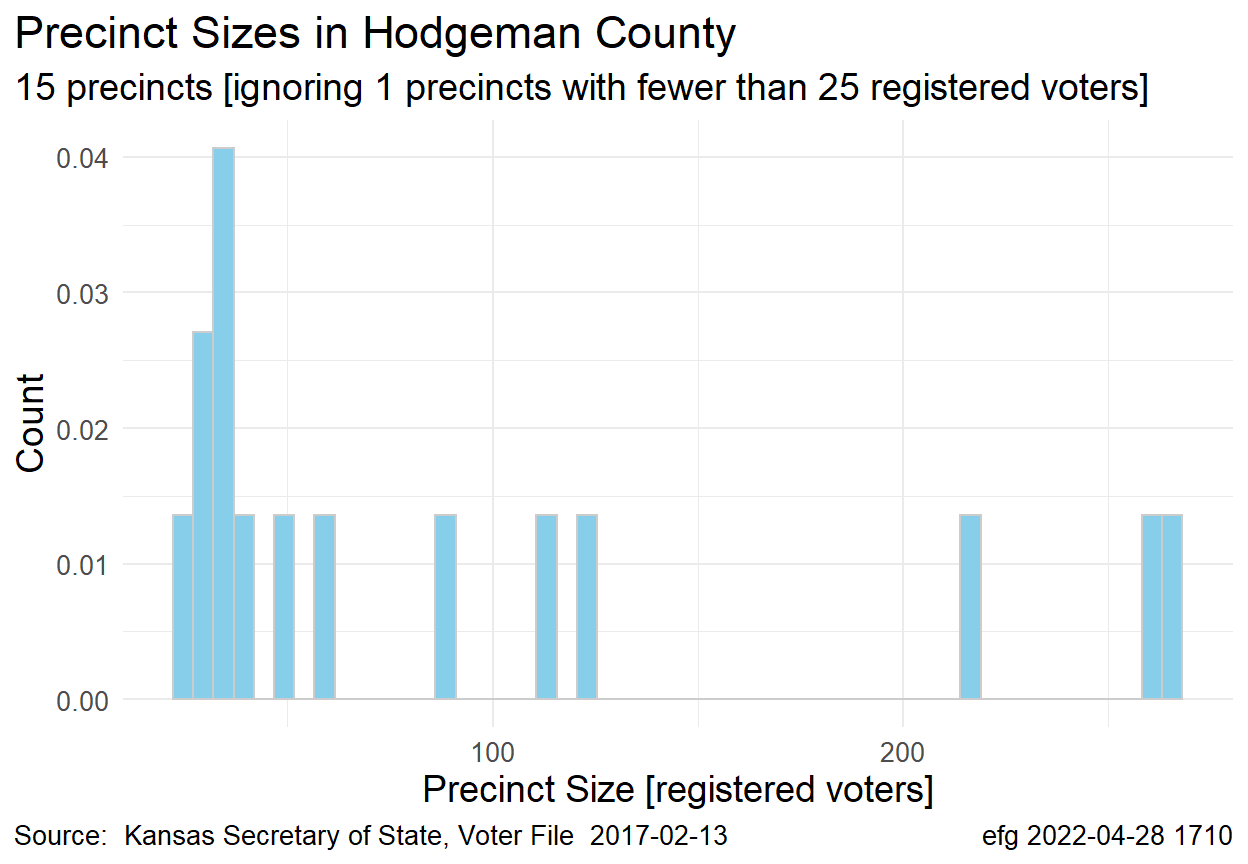 Precinct Sizes in Hodgeman County
15 precincts [ignoring 1 precincts with fewer than 25 registered voters]
0.04
0.03
0.02
0.01
0.00
Count
100 200
Precinct Size [registered voters]
Source:  Kansas Secretary of State, Voter File  2017-02-13
efg 2022-04-28 1710